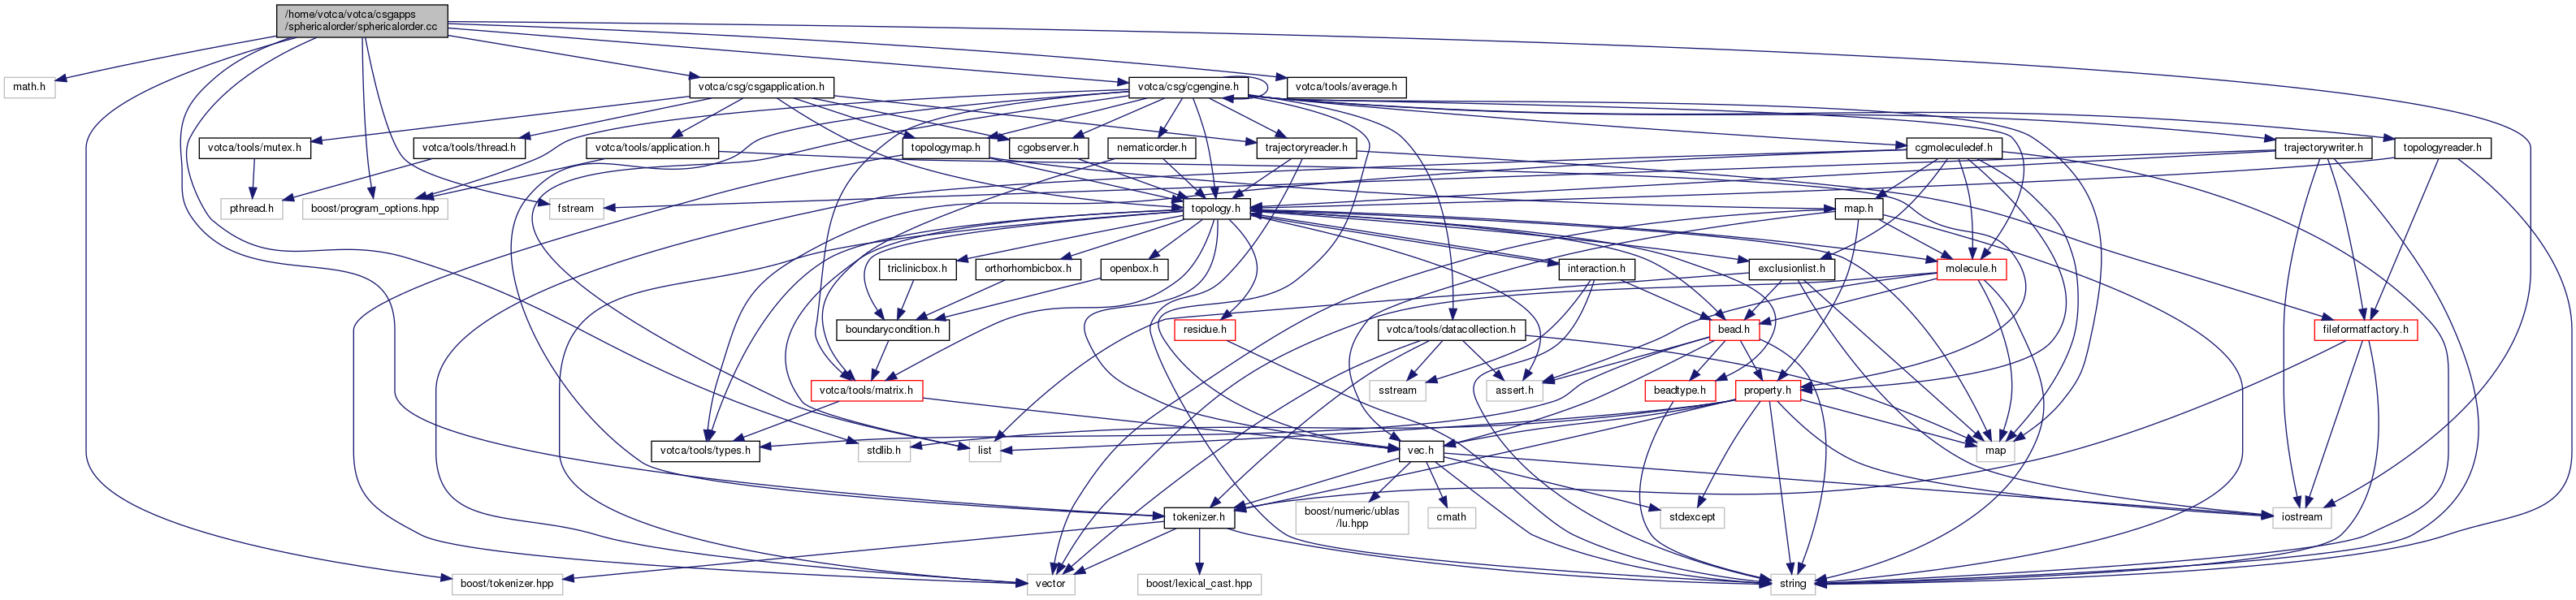 /home/votca/votca/csgapps
/sphericalorder/sphericalorder.cc
math.h
votca/csg/csgapplication.h
votca/csg/cgengine.h
votca/tools/average.h
votca/tools/mutex.h
votca/tools/thread.h
votca/tools/application.h
topologymap.h
cgobserver.h
nematicorder.h
trajectoryreader.h
cgmoleculedef.h
trajectorywriter.h
topologyreader.h
pthread.h
boost/program_options.hpp
fstream
topology.h
map.h
triclinicbox.h
orthorhombicbox.h
openbox.h
interaction.h
exclusionlist.h
molecule.h
boundarycondition.h
residue.h
votca/tools/datacollection.h
bead.h
fileformatfactory.h
votca/tools/matrix.h
sstream
assert.h
beadtype.h
property.h
votca/tools/types.h
stdlib.h
list
vec.h
map
tokenizer.h
boost/numeric/ublas
/lu.hpp
cmath
stdexcept
iostream
boost/tokenizer.hpp
vector
boost/lexical_cast.hpp
string